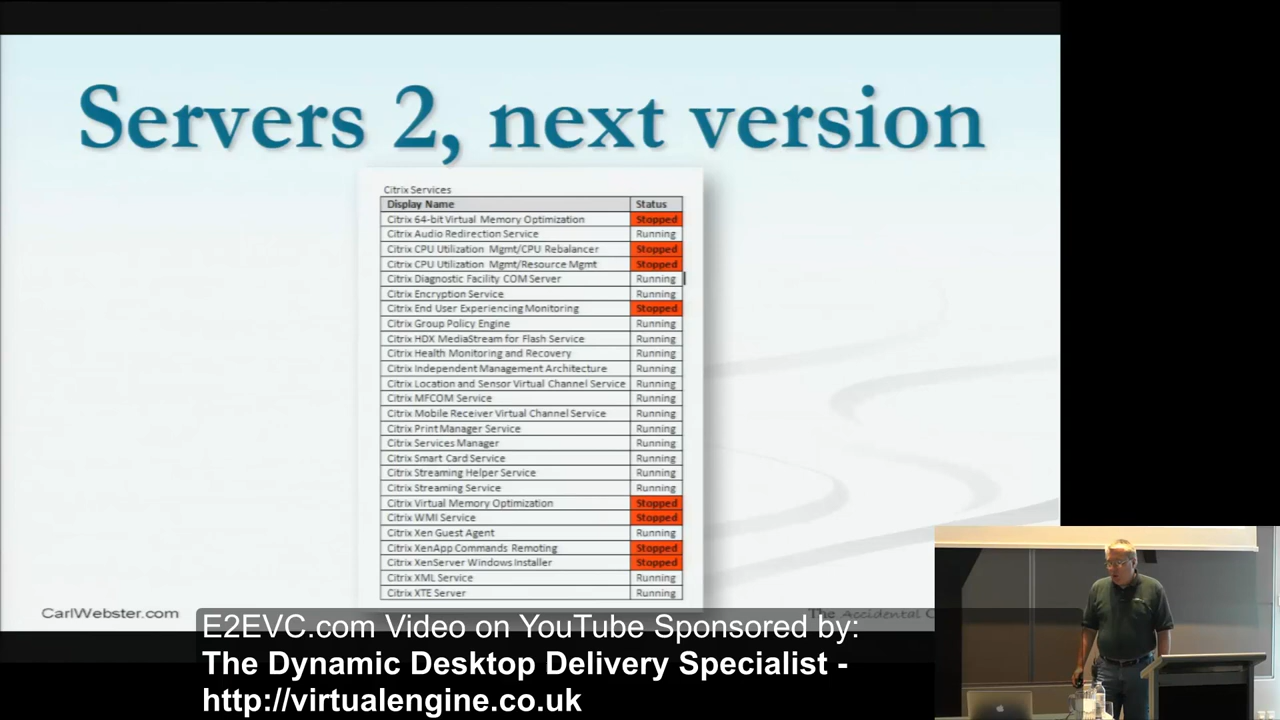 Servers 2, next version
Citrix Services
Display Name Status
Citrix 64-bit Virtual Memory Optimization Stopped
Citrix Audio Redirection Service Running
Citrix CPU Utilization Mgmt/CPU Rebalancer Stopped
Citrix CPU Utilization Mgmt/Resource Mgmt Stopped
Citrix Diagnostic Facility COM Server Running
Citrix Encryption Service Running
Citrix End User Experiencing Monitoring Stopped
Citrix Group Policy Engine Running
Citrix HDX MediaStream for Flash Service Running
Citrix Health Monitoring and Recovery Running
Citrix Independent Management Architecture Running
Citrix Location and Sensor Virtual Channel Service Running
Citrix MFCOM Service Running
Citrix Mobile Receiver Virtual Channel Service Running
Citrix Print Manager Service Running
Citrix Services Manager Running
Citrix Smart Card Service Running
Citrix Streaming Helper Service Running
Citrix Streaming Service Running
Citrix Virtual Memory Optimization Stopped
Citrix WMI Service Stopped
Citrix Xen Guest Agent Running
Citrix XenApp Commands Remoting Stopped
Citrix XenServer Windows Installer Stopped
Citrix XML Service Running
Citrix XTE Server Running
CarlWebster.com The Accidental
E2EVC.com Video on YouTube Sponsored by:
The Dynamic Desktop Delivery Specialist -
http://virtualengine.co.uk